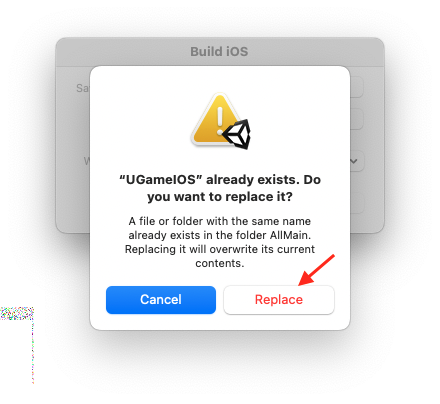 Build iOS
“UGameIOS” already exists. Do
you want to replace it?
A file or folder with the same name
already exists in the folder AllMain.
Replacing it will overwrite its current
contents.
Cancel
Replace